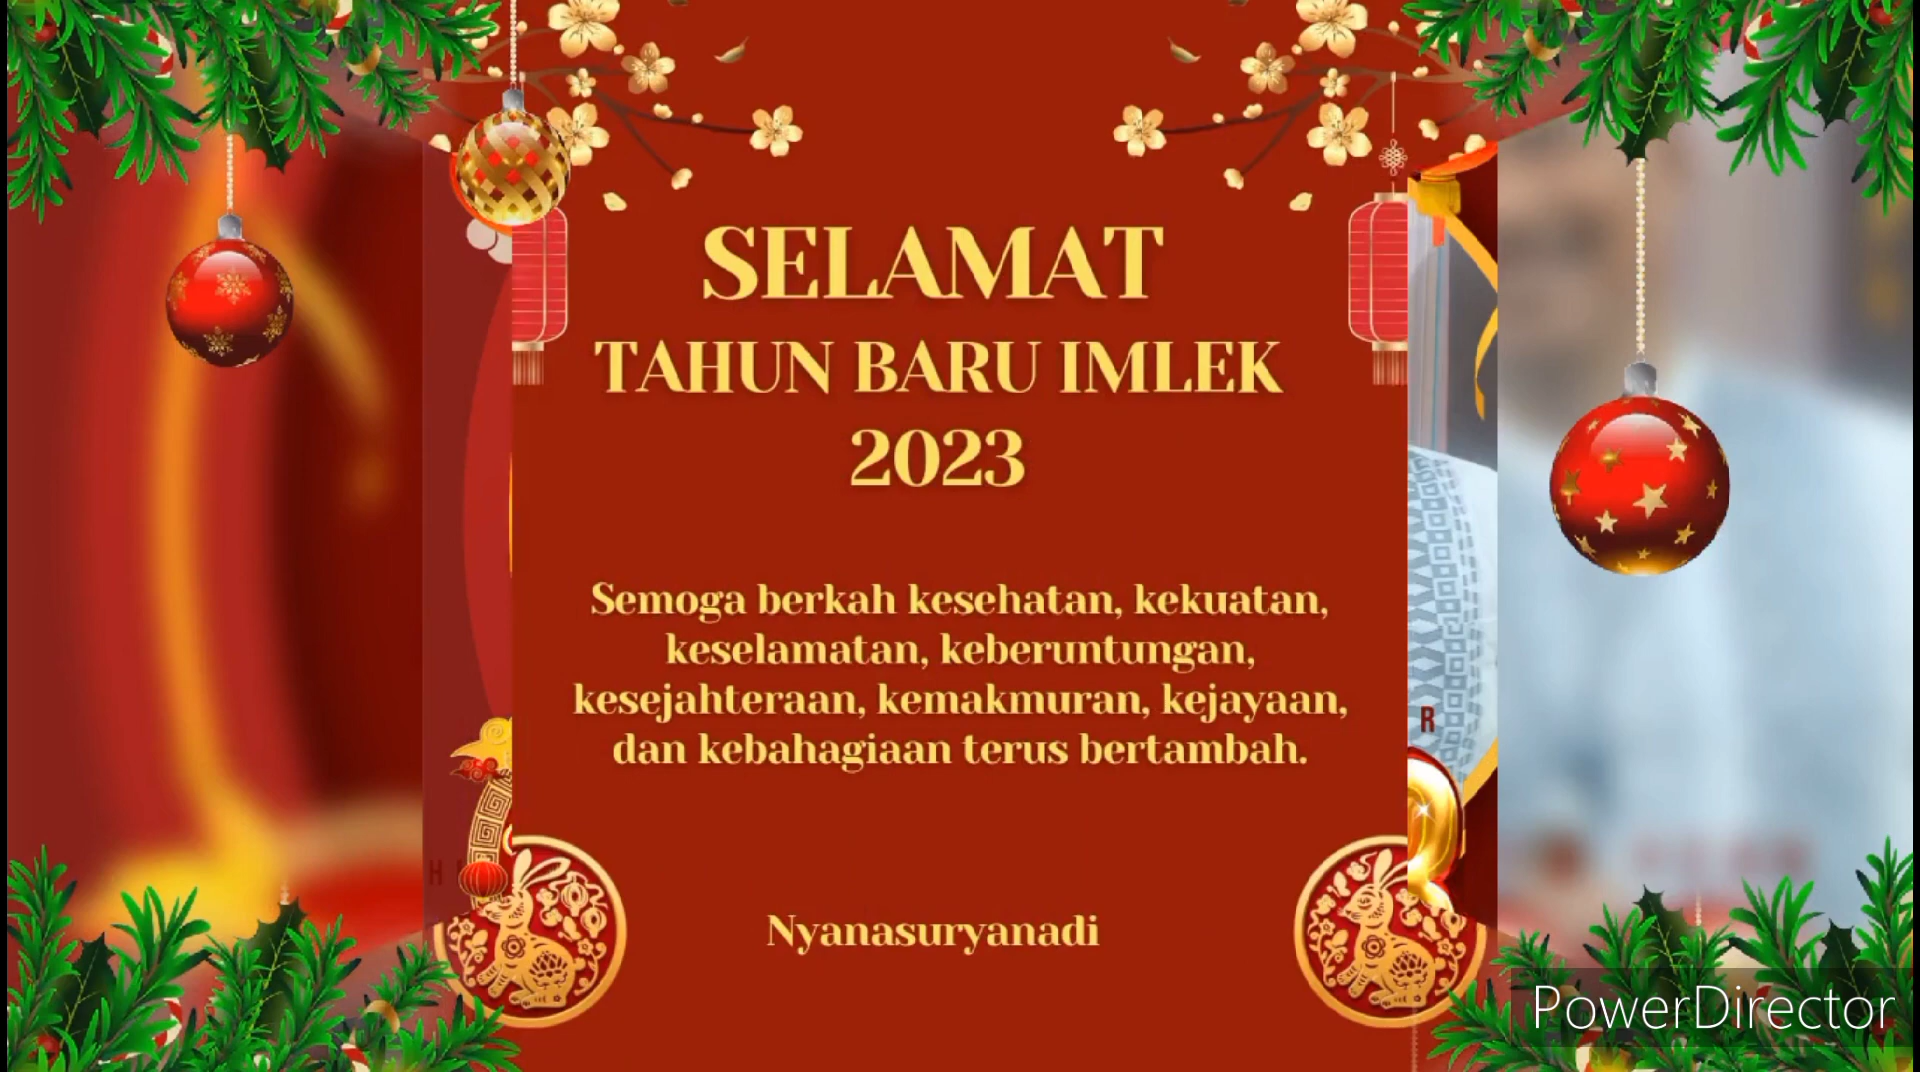 SELAMAT
TAHUN BARU IMLEK
2023
Semoga berkah kesehatan, kekuatan,
keselamatan, keberuntungan,
kesejahteraan, kemakmuran, kejayaan,
dan kebahagiaan terus bertambah.
R
H
Nyanasuryanadi
PowerDirector